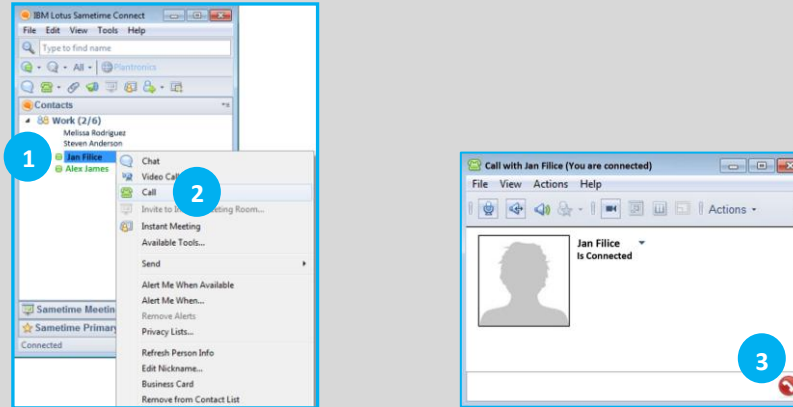 IBM Lotus Sametime Connect
File Edit View Tools Help
Type to find name
All
Plantronics
Contacts
Work (2/6)
Melissa Rodriguez
Steven Anderson
1
Jan Filice
Alex James
Chat
Video Call
Call
2
Invite to Meeting Room...
Instant Meeting
Available Tools...
Send
Alert Me When Available
Alert Me When...
Remove Alerts
Privacy Lists...
Refresh Person Info
Edit Nickname...
Business Card
Remove from Contact List
Sametime Meetin
Sametime Primary
Connected
Call with Jan Filice (You are connected)
File View Actions Help
Actions
Jan Filice
Is Connected
3